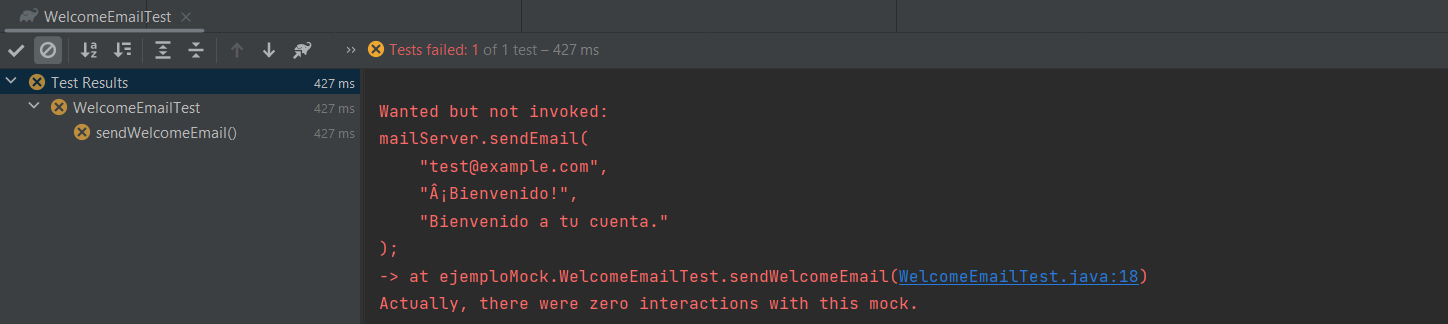 WelcomeEmailTest
Tests failed: 1 of 1 test – 427 ms
Test Results 427 ms
WelcomeEmailTest 427 ms
sendWelcomeEmail() 427 ms
Wanted but not invoked:
mailServer.sendEmail(
"test@example.com",
"Â¡Bienvenido!",
"Bienvenido a tu cuenta."
);
-> at ejemploMock.WelcomeEmailTest.sendWelcomeEmail(WelcomeEmailTest.java:18)
Actually, there were zero interactions with this mock.